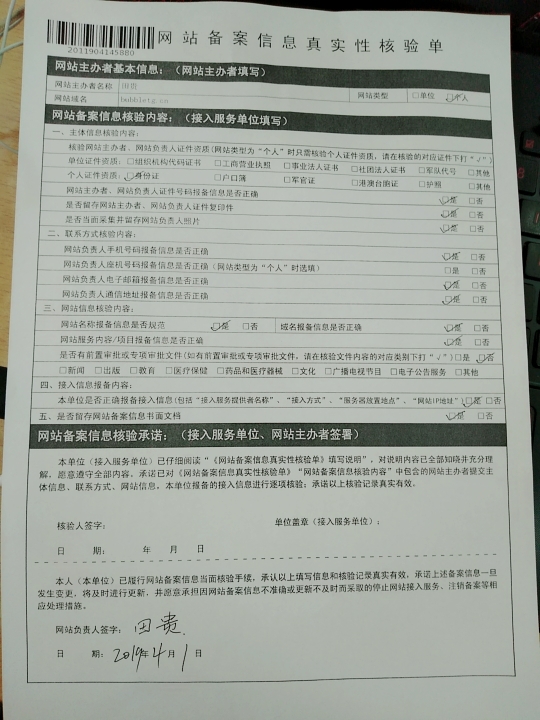 2011904145880
网站备案信息真实性核验单
网站主办者基本信息：（网站主办者填写）
网站主办者名称 田贵 网站类型 □单位 □个人
网站域名 bubbletg.cn
网站备案信息核验内容：（接入服务单位填写）
一、主体信息核验内容：
核验网站主办者、网站负责人证件资质(网站类型为“个人”时只需核验个人证件资质，请在核验的对应证件下打“√”)
单位证件资质：□组织机构代码证书 □工商营业执照 □事业法人证书 □社团法人证书 □军队代号 □其他
个人证件资质：□身份证 □户口簿 □军官证 □港澳台胞证 □护照 □其他
网站主办者、网站负责人证件号码报备信息是否正确 □是 □否
是否留存网站主办者、网站负责人证件复印件 □是 □否
是否当面采集并留存网站负责人照片 □是 □否
二、联系方式核验内容：
网站负责人手机号码报备信息是否正确 □是 □否
网站负责人座机号码报备信息是否正确(网站类型为“个人”时选填) □是 □否
网站负责人电子邮箱报备信息是否正确 □是 □否
网站负责人通信地址报备信息是否正确 □是 □否
三、网站信息核验内容：
网站名称报备信息是否规范 □是 □否 域名报备信息是否正确 □是 □否
网站服务内容/项目报备信息是否正确 □是 □否
是否有前置审批或专项审批文件(如有前置审批或专项审批文件，请在核验文件内容的对应类别下打“√”) □是 □否
□新闻 □出版 □教育 □医疗保健 □药品和医疗器械 □文化 □广播电视节目 □电子公告服务 □其他
四、接入信息报备内容：
本单位是否正确报备接入信息(包括“接入服务提供者名称”、“接入方式”、“服务器放置地点”、“网站IP地址”) □是 □否
五、是否留存网站备案信息书面文档 □是 □否
网站备案信息核验承诺：（接入服务单位、网站主办者签署）
本单位（接入服务单位）已仔细阅读“《网站备案信息真实性核验单》填写说明”，对说明内容已全部知晓并充分理
解，愿意遵守全部内容。承诺已对《网站备案信息真实性核验单》“网站备案信息核验内容”中包含的网站主办者提交主
体信息、联系方式、网站信息，本单位报备的接入信息进行逐项核验；承诺以上核验记录真实有效。
核验人签字： 单位盖章（接入服务单位）：
日 期： 年 月 日
本人（本单位）已履行网站备案信息当面核验手续，承认以上填写信息和核验记录真实有效，承诺上述备案信息一旦
发生变更，将及时进行更新，并愿意承担因网站备案信息不准确或更新不及时而采取的停止网站接入服务、注销备案等相
应处理措施。
网站负责人签字： 田贵
日 期： 2019年4月1日